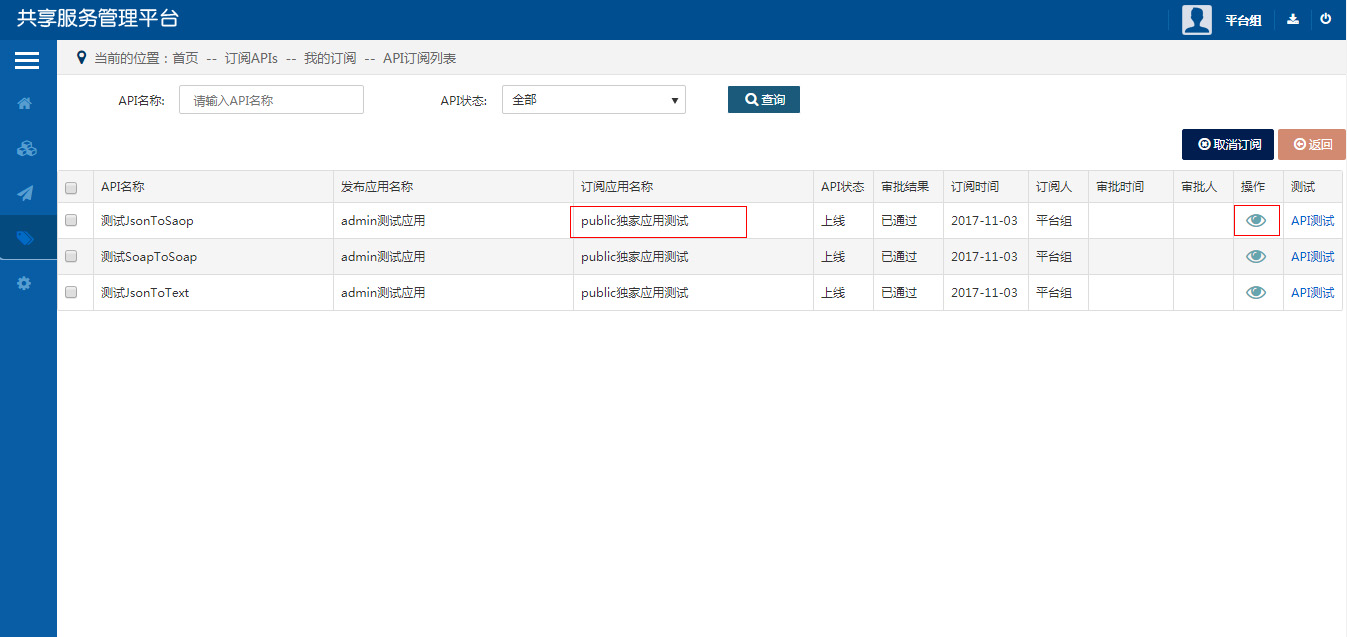 共享服务管理平台
平台组
当前的位置：首页 -- 订阅APIs -- 我的订阅 -- API订阅列表
API名称: 请输入API名称 API状态: 全部 查询
取消订阅 返回
API名称 发布应用名称 订阅应用名称 API状态 审批结果 订阅时间 订阅人 审批时间 审批人 操作 测试
测试JsonToSaop admin测试应用 public独家应用测试 上线 已通过 2017-11-03 平台组 API测试
测试SoapToSoap admin测试应用 public独家应用测试 上线 已通过 2017-11-03 平台组 API测试
测试JsonToText admin测试应用 public独家应用测试 上线 已通过 2017-11-03 平台组 API测试